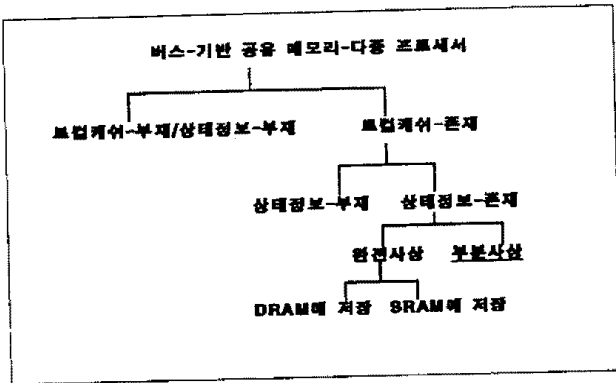 버스-기반 공유 메모리-다중 프로세서
로컬캐쉬-부재/상태정보-부재 로컬캐쉬-존재
상태정보-부재 상태정보-존재
완전사상 부분사상
DRAM에 저장 SRAM에 저장